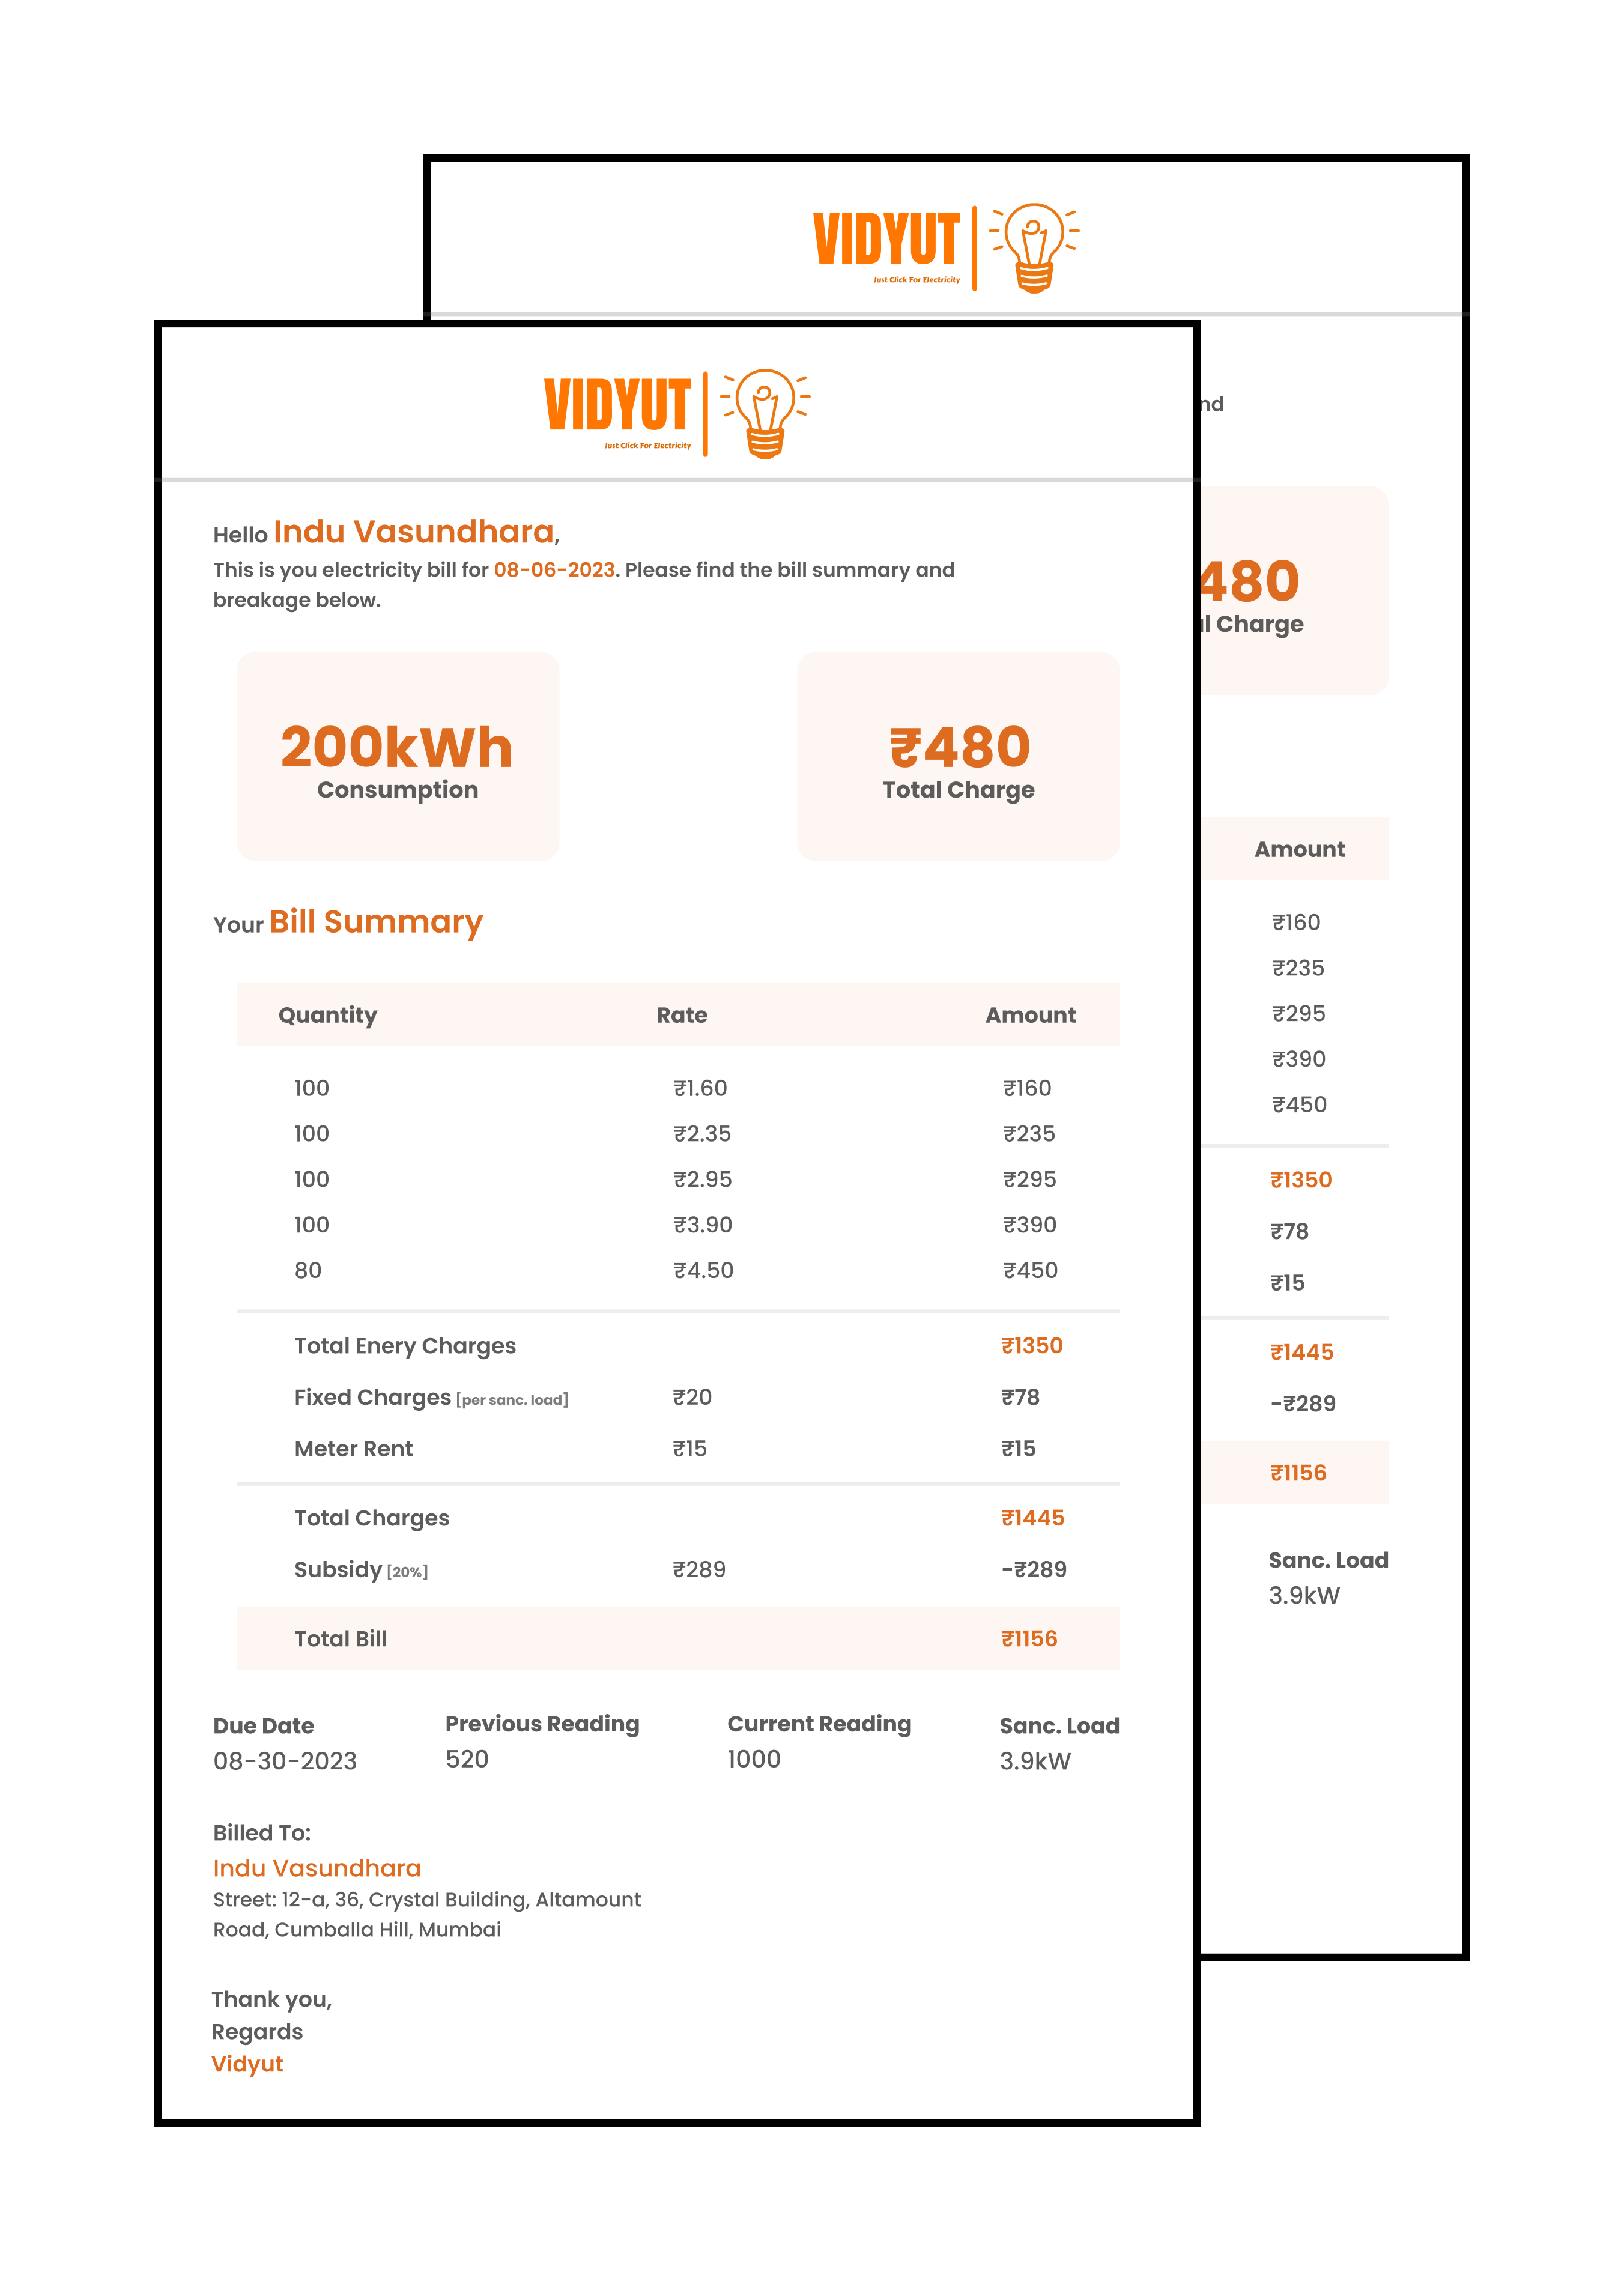 VIDYUT
Just Click For Electricity
nd
480
l Charge
Amount
₹160
₹235
₹295
₹390
₹450
₹1350
₹78
₹15
₹1445
-₹289
₹1156
Sanc. Load
3.9kW
VIDYUT
Just Click For Electricity
Hello Indu Vasundhara,
This is you electricity bill for 08-06-2023. Please find the bill summary and
breakage below.
200kWh ₹480
Consumption Total Charge
Your Bill Summary
Quantity Rate Amount
100 ₹1.60 ₹160
100 ₹2.35 ₹235
100 ₹2.95 ₹295
100 ₹3.90 ₹390
80 ₹4.50 ₹450
Total Enery Charges ₹1350
Fixed Charges [per sanc. load] ₹20 ₹78
Meter Rent ₹15 ₹15
Total Charges ₹1445
Subsidy [20%] ₹289 -₹289
Total Bill ₹1156
Due Date Previous Reading Current Reading Sanc. Load
08-30-2023 520 1000 3.9kW
Billed To:
Indu Vasundhara
Street: 12-a, 36, Crystal Building, Altamount
Road, Cumballa Hill, Mumbai
Thank you,
Regards
Vidyut